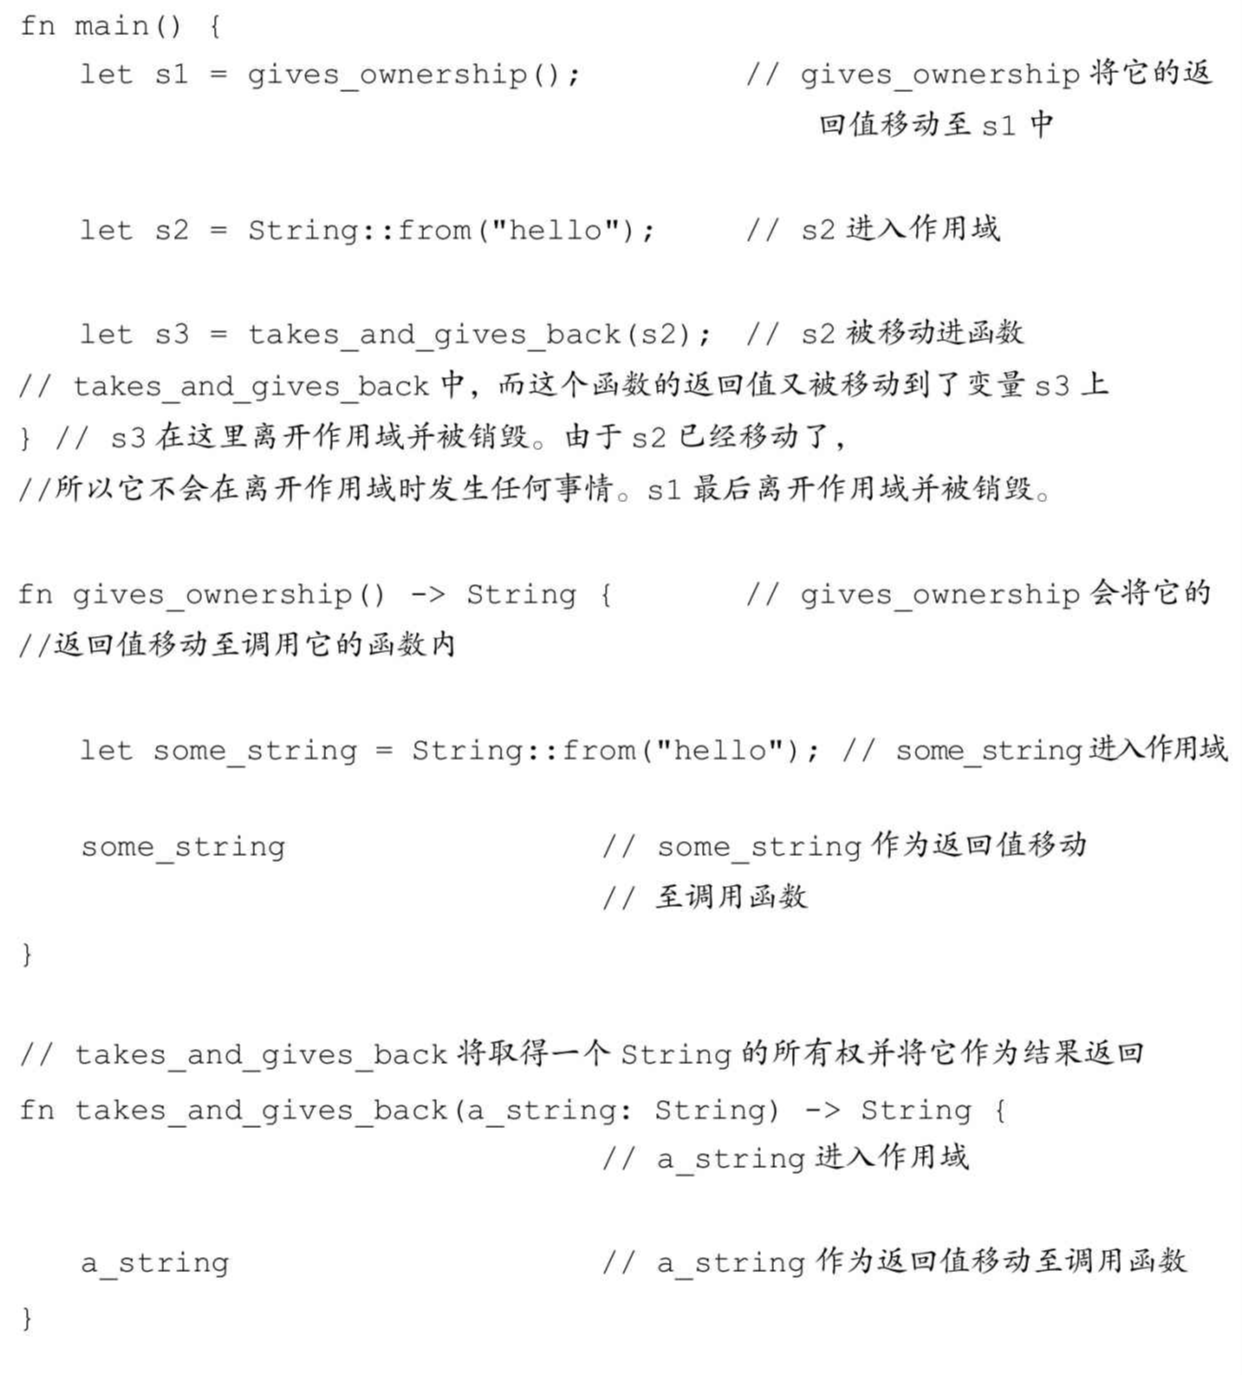 fn main() {
    let s1 = gives_ownership();         // gives_ownership 将它的返
                                            回值移动至 s1 中
    let s2 = String::from("hello");     // s2 进入作用域
    let s3 = takes_and_gives_back(s2);  // s2 被移动进函数
// takes_and_gives_back 中，而这个函数的返回值又被移动到了变量 s3 上
} // s3 在这里离开作用域并被销毁。由于 s2 已经移动了，
//所以它不会在离开作用域时发生任何事情。s1 最后离开作用域并被销毁。
fn gives_ownership() -> String {        // gives_ownership 会将它的
//返回值移动至调用它的函数内
    let some_string = String::from("hello"); // some_string 进入作用域
    some_string                 // some_string 作为返回值移动
                                // 至调用函数
}
// takes_and_gives_back 将取得一个 String 的所有权并将它作为结果返回
fn takes_and_gives_back(a_string: String) -> String {
                                // a_string 进入作用域
    a_string                    // a_string 作为返回值移动至调用函数
}